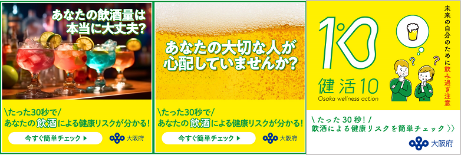 あなたの飲酒量は
本当に大丈夫?
\たった30秒で/
あなたの飲酒による健康リスクが分かる!
今すぐ簡単チェック ▶
大阪府
あなたの大切な人が
心配していませんか?
\たった30秒で/
あなたの飲酒による健康リスクが分かる!
今すぐ簡単チェック ▶
大阪府
10
健活10
Osaka wellness action
未来の自分のために飲み過ぎ注意
\たった30秒!
飲酒による健康リスクを簡単チェック》
大阪府